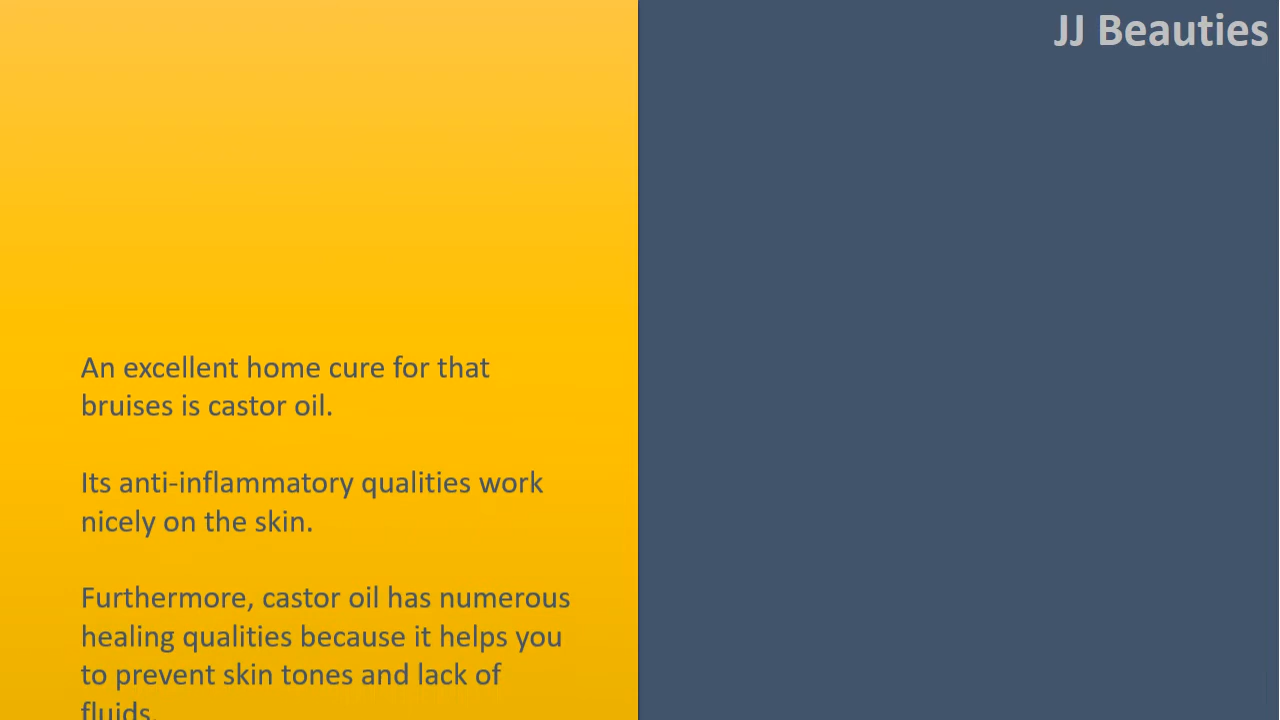 JJ Beauties
An excellent home cure for that
bruises is castor oil.
Its anti-inflammatory qualities work
nicely on the skin.
Furthermore, castor oil has numerous
healing qualities because it helps you
to prevent skin tones and lack of
fluids.